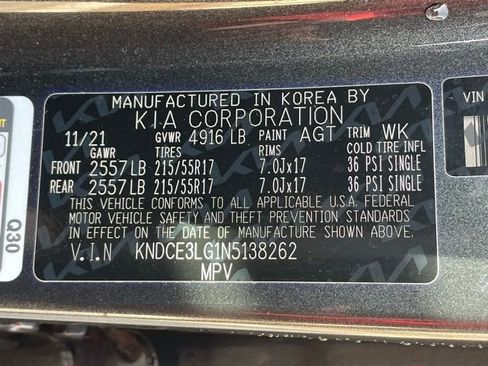 MANUFACTURED IN KOREA BY
KIA CORPORATION
11/21 GVWR 4916 LB PAINT AGT TRIM WK
GAWR TIRES RIMS COLD TIRE INFL
FRONT 2557 LB 215/55R17 7.0Jx17 36 PSI SINGLE
REAR 2557 LB 215/55R17 7.0Jx17 36 PSI SINGLE
THIS VEHICLE CONFORMS TO ALL APPLICABLE U.S.A. FEDERAL
MOTOR VEHICLE SAFETY AND THEFT PREVENTION STANDARDS
IN EFFECT ON THE DATE OF MANUFACTURE SHOWN ABOVE.
V.I.N KNDCE3LG1N5138262
MPV
VIN
Q30